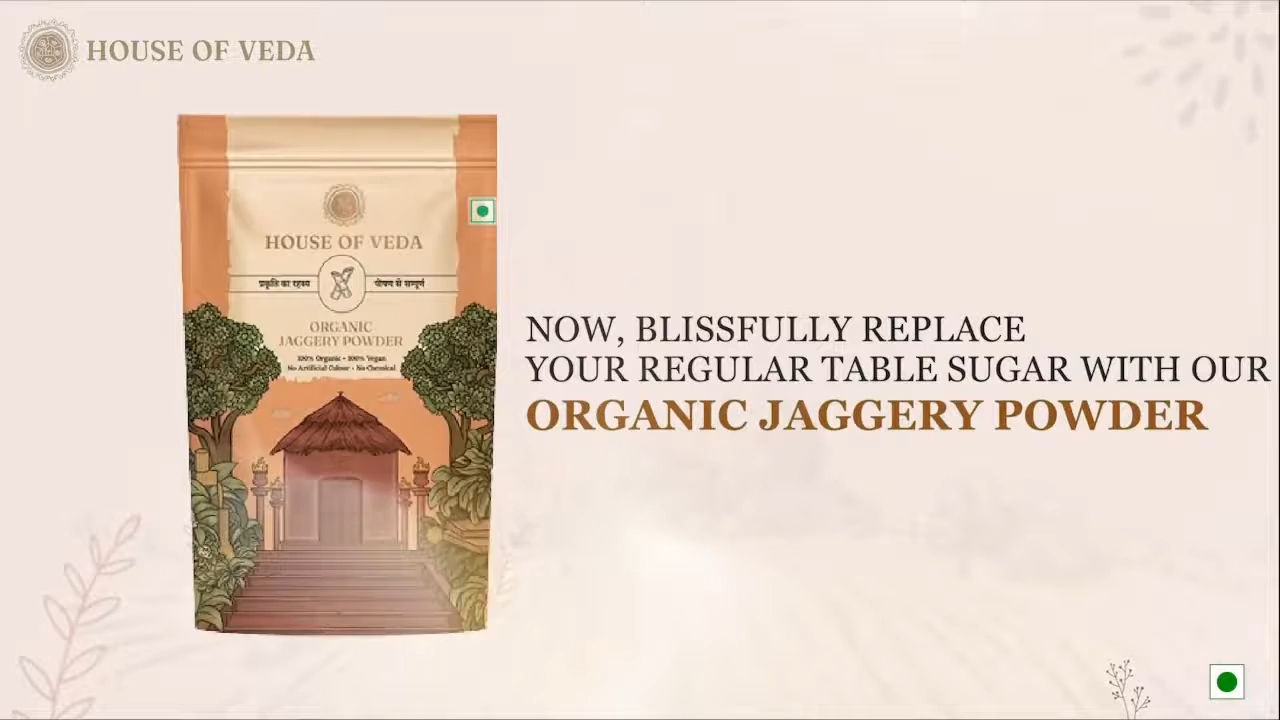 HOUSE OF VEDA
HOUSE OF VEDA
प्रकृति का रहस्य
पोषण से सम्पूर्ण
ORGANIC
JAGGERY POWDER
100% Organic • 100% Vegan
No Artificial Colour • No Chemical
NOW, BLISSFULLY REPLACE
YOUR REGULAR TABLE SUGAR WITH OUR
ORGANIC JAGGERY POWDER